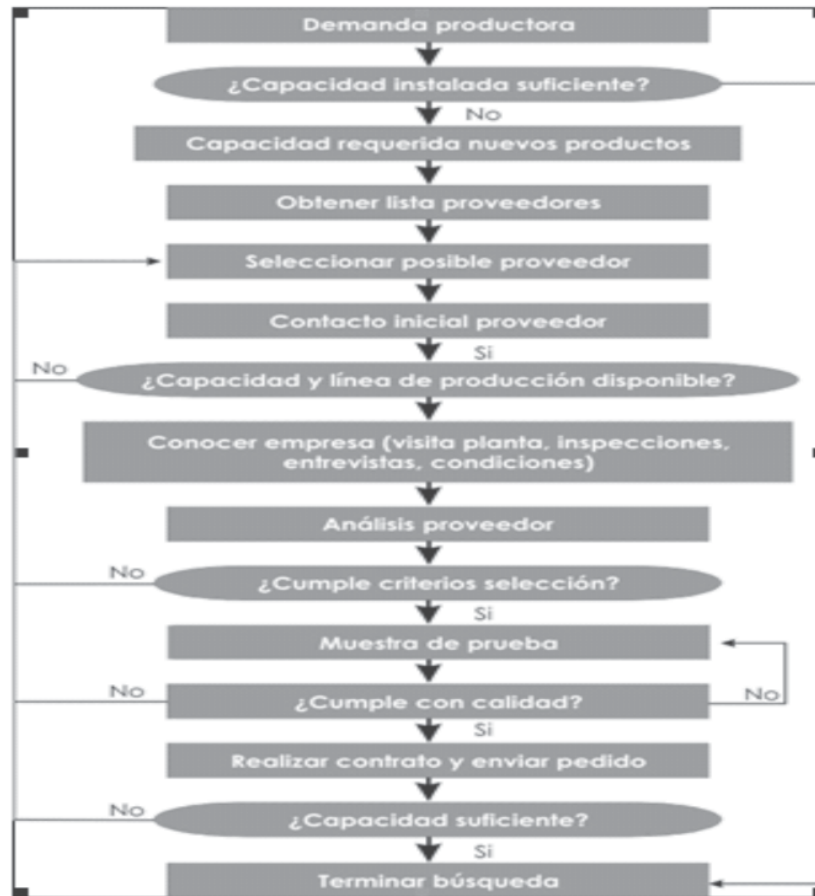 Demanda productora
¿Capacidad instalada suficiente?
No
Capacidad requerida nuevos productos
Obtener lista proveedores
Seleccionar posible proveedor
Contacto inicial proveedor
Si
No
¿Capacidad y línea de producción disponible?
Conocer empresa (visita planta, inspecciones,
entrevistas, condiciones)
Análisis proveedor
No
¿Cumple criterios selección?
Si
Muestra de prueba
No
¿Cumple con calidad?
No
Si
Realizar contrato y enviar pedido
No
¿Capacidad suficiente?
Si
Terminar búsqueda